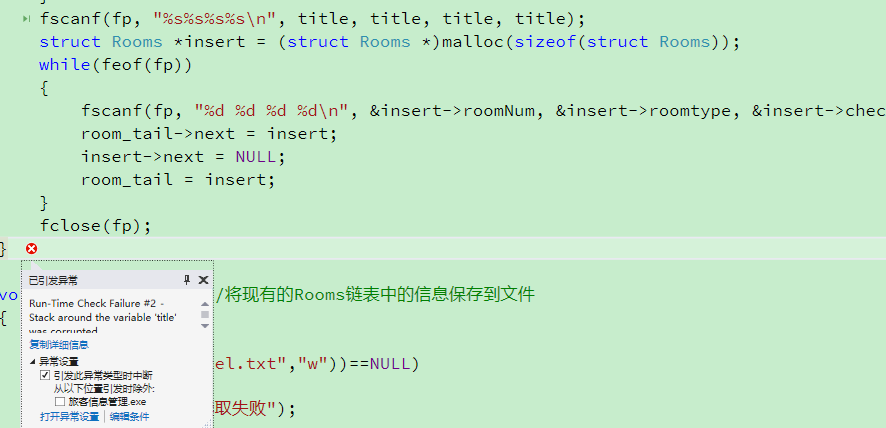 fscanf(fp, "%s%s%s%s\n", title, title, title, title);
struct Rooms *insert = (struct Rooms *)malloc(sizeof(struct Rooms));
while(feof(fp))
{
fscanf(fp, "%d %d %d %d\n", &insert->roomNum, &insert->roomtype, &insert->chec
room_tail->next = insert;
insert->next = NULL;
room_tail = insert;
}
fclose(fp);
}
已引发异常
Run-Time Check Failure #2 -
Stack around the variable 'title'
was corrupted
复制详细信息
异常设置
引发此异常类型时中断
从以下位置引发时除外:
旅客信息管理.exe
打开异常设置 | 编辑条件
vo
/将现有的Rooms链表中的信息保存到文件
{
el.txt","w"))==NULL)
取失败");